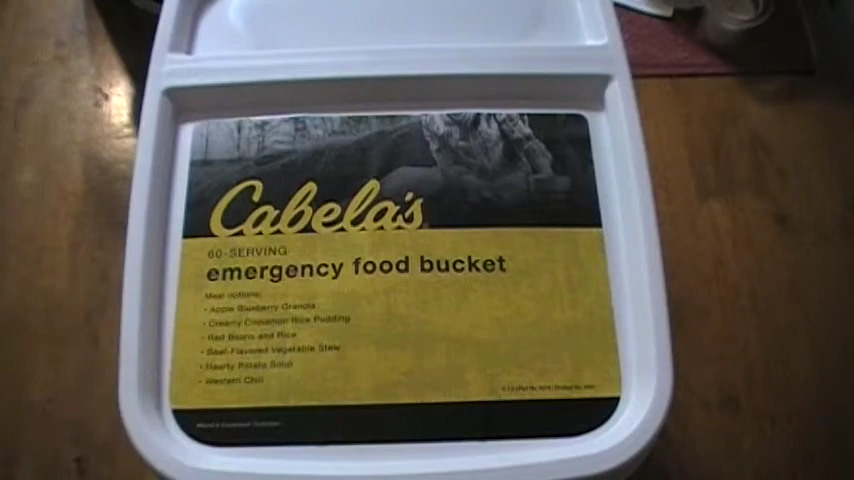 Cabela's
60-SERVING
emergency food bucket
Meal options:
• Apple Blueberry Granola
• Creamy Cinnamon Rice Pudding
• Red Beans and Rice
• Beef-Flavored Vegetable Stew
• Hearty Potato Soup
• Western Chili